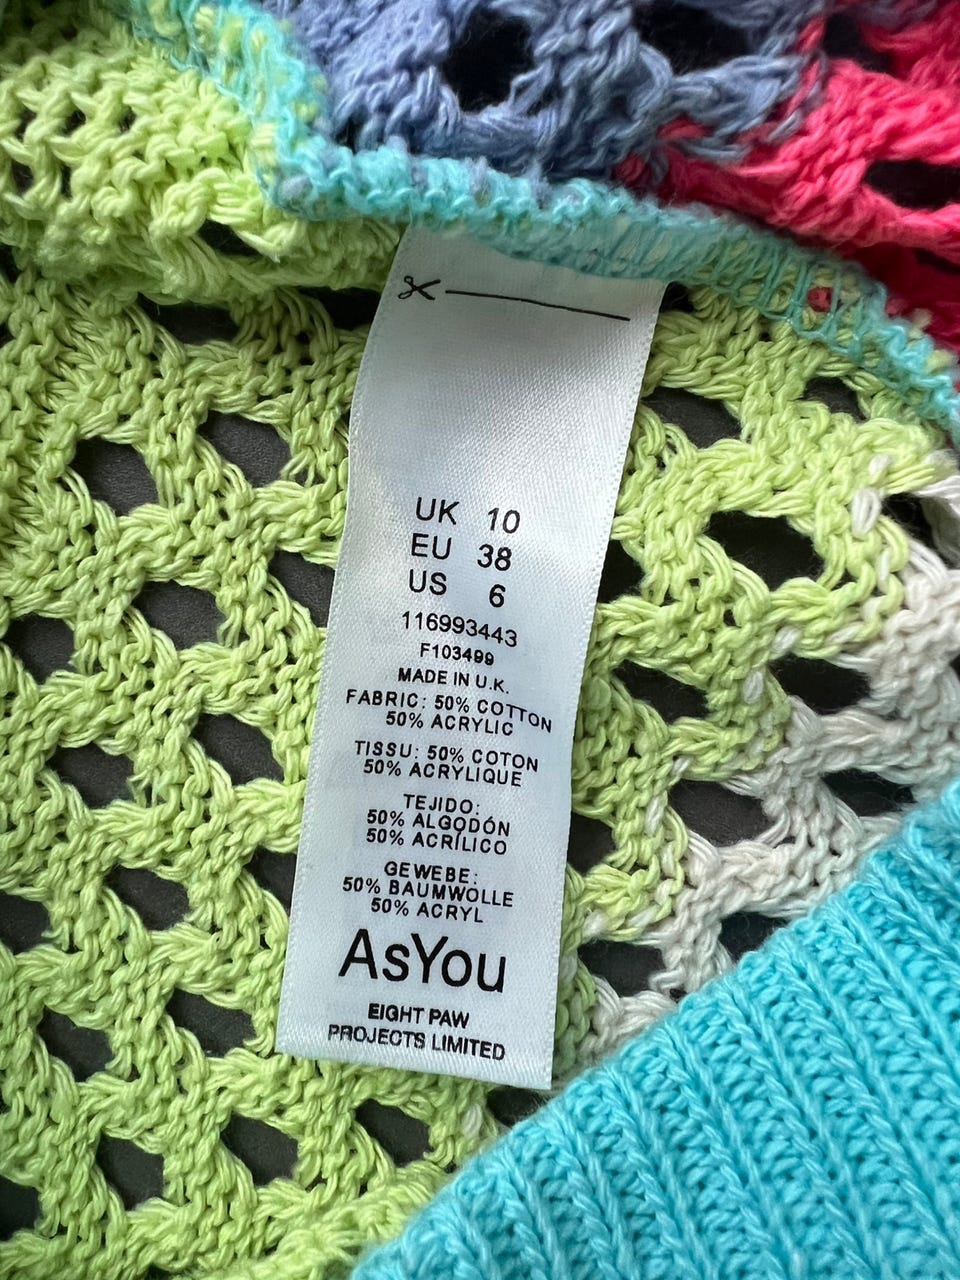 UK 10
EU 38
US 6
116993443
F103499
MADE IN U.K.
FABRIC: 50% COTTON
50% ACRYLIC
TISSU: 50% COTON
50% ACRYLIQUE
TEJIDO:
50% ALGODÓN
50% ACRÍLICO
GEWEBE:
50% BAUMWOLLE
50% ACRYL
AsYou
EIGHT PAW
PROJECTS LIMITED